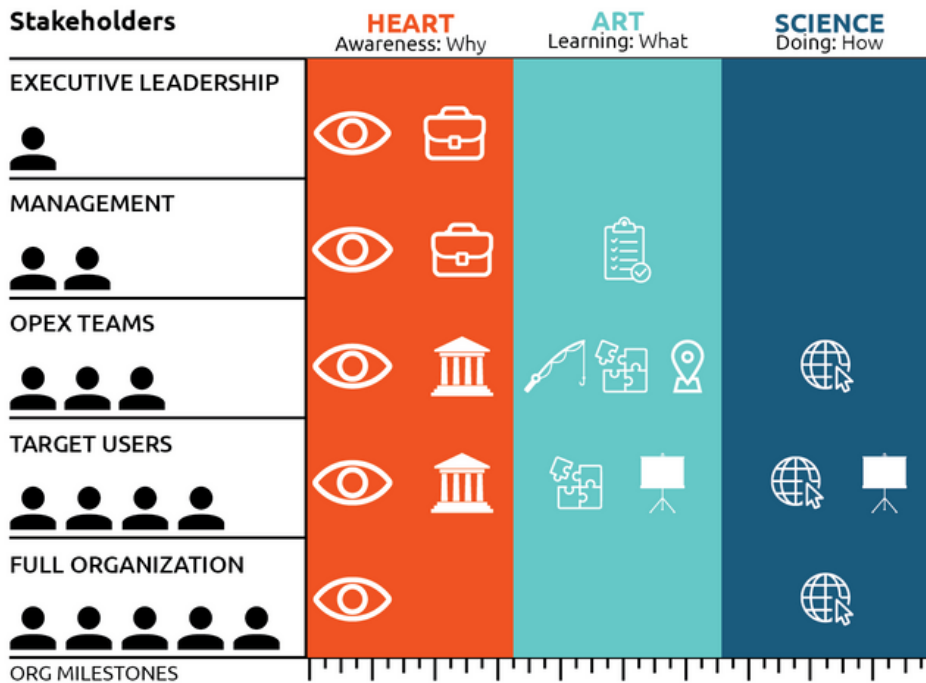 Stakeholders
HEART
Awareness: Why
ART
Learning: What
SCIENCE
Doing: How
EXECUTIVE LEADERSHIP
MANAGEMENT
OPEX TEAMS
TARGET USERS
FULL ORGANIZATION
ORG MILESTONES